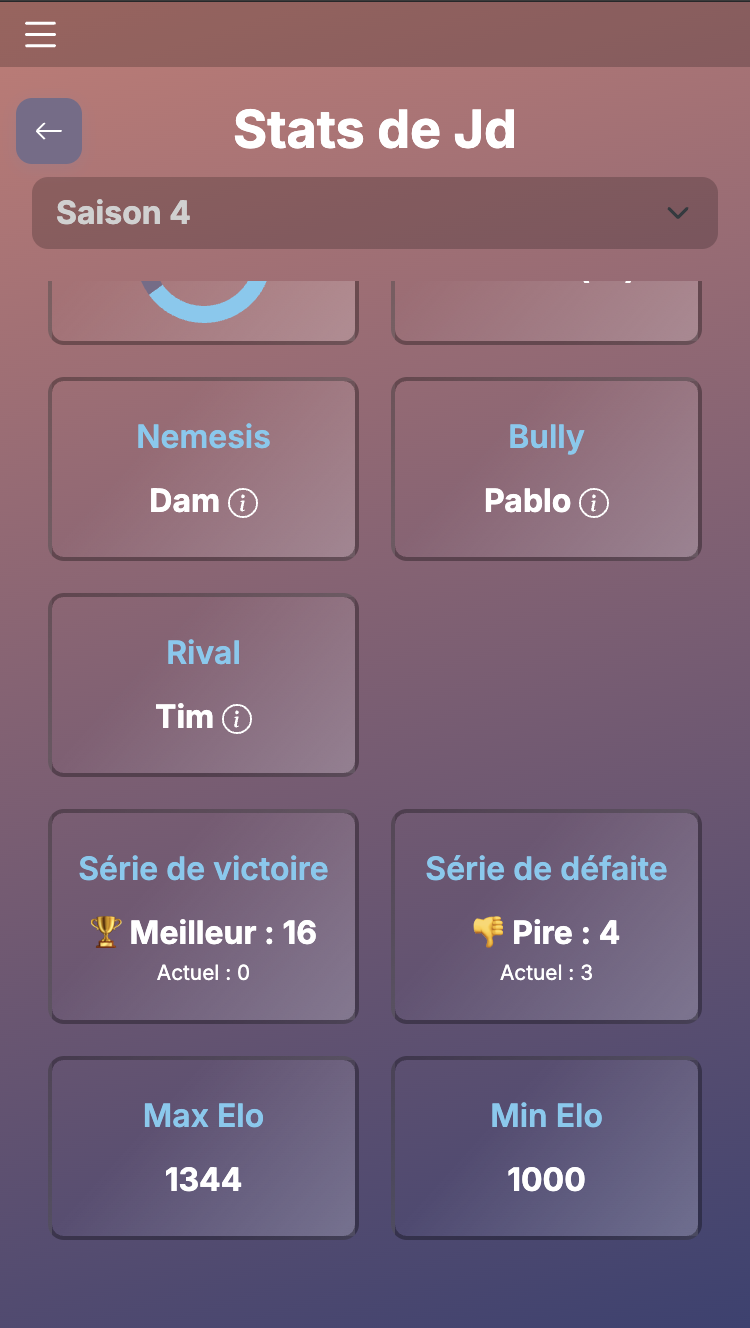 Stats de Jd
Saison 4
Nemesis
Bully
Dam
Pablo
Rival
Tim
Série de victoire
Série de défaite
🏆 Meilleur : 16
👎 Pire : 4
Actuel : 0
Actuel : 3
Max Elo
Min Elo
1344
1000